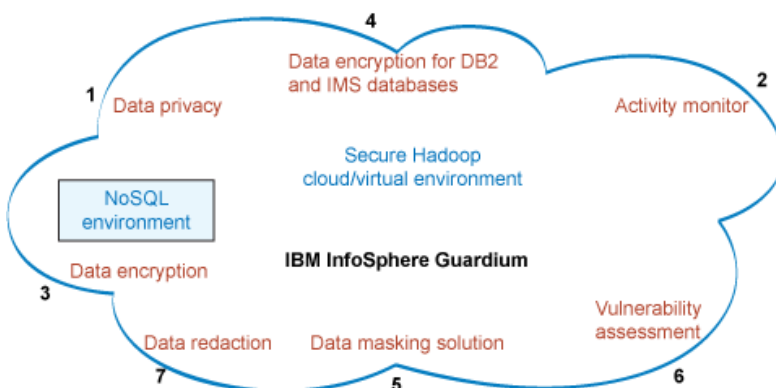 4
Data encryption for DB2
and IMS databases
1
Data privacy
2
Activity monitor
Secure Hadoop
cloud/virtual environment
NoSQL
environment
IBM InfoSphere Guardium
Data encryption
3
Vulnerability
assessment
Data redaction
Data masking solution
7
5
6